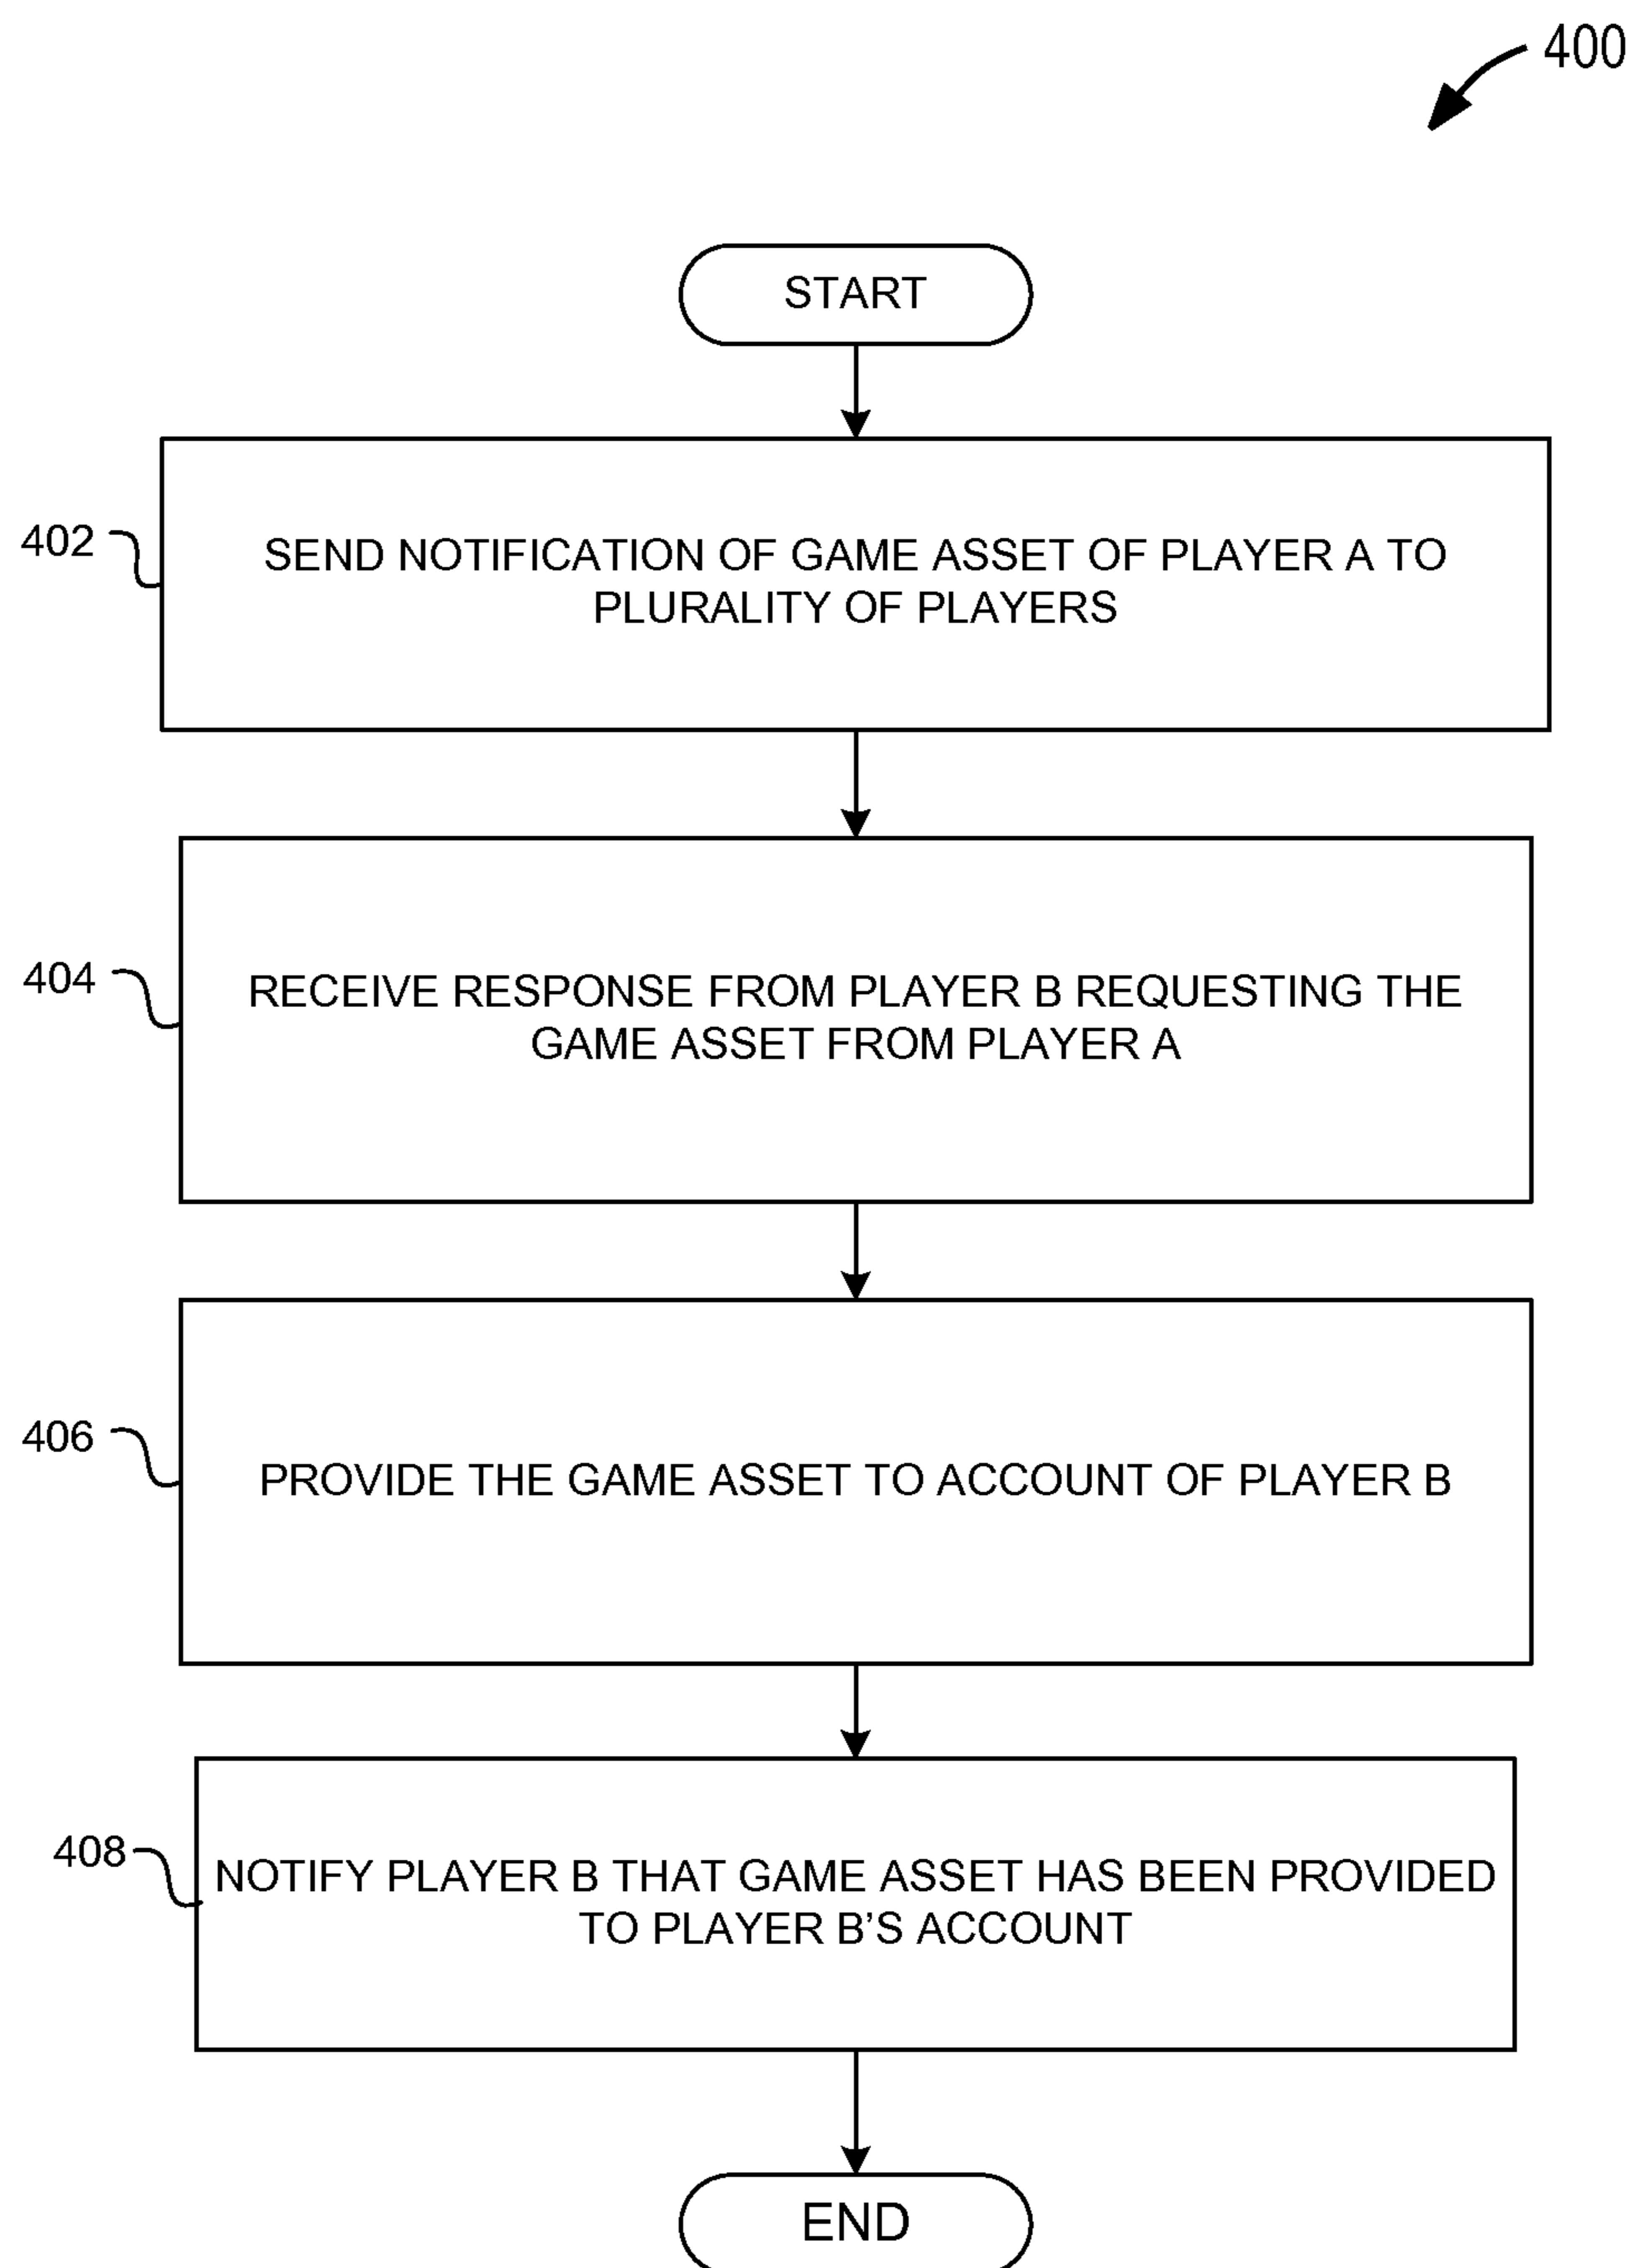 400
START
402
SEND NOTIFICATION OF GAME ASSET OF PLAYER A TO
PLURALITY OF PLAYERS
404
RECEIVE RESPONSE FROM PLAYER B REQUESTING THE
GAME ASSET FROM PLAYER A
406
PROVIDE THE GAME ASSET TO ACCOUNT OF PLAYER B
408
NOTIFY PLAYER B THAT GAME ASSET HAS BEEN PROVIDED
TO PLAYER B’S ACCOUNT
END